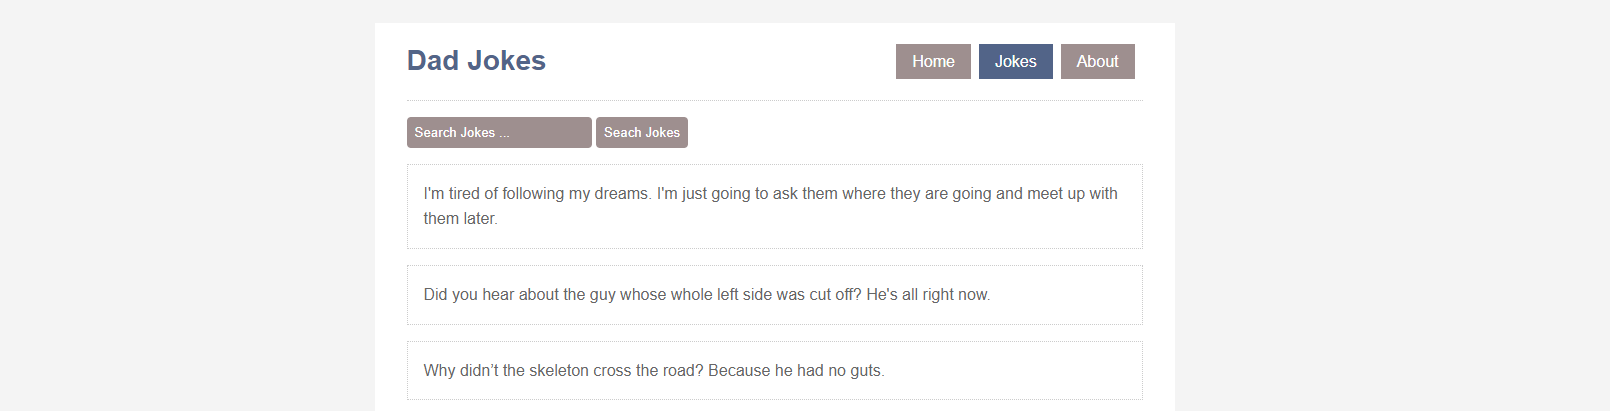 Dad Jokes
Home
Jokes
About
Search Jokes ...
Seach Jokes
I'm tired of following my dreams. I'm just going to ask them where they are going and meet up with
them later.
Did you hear about the guy whose whole left side was cut off? He's all right now.
Why didn’t the skeleton cross the road? Because he had no guts.